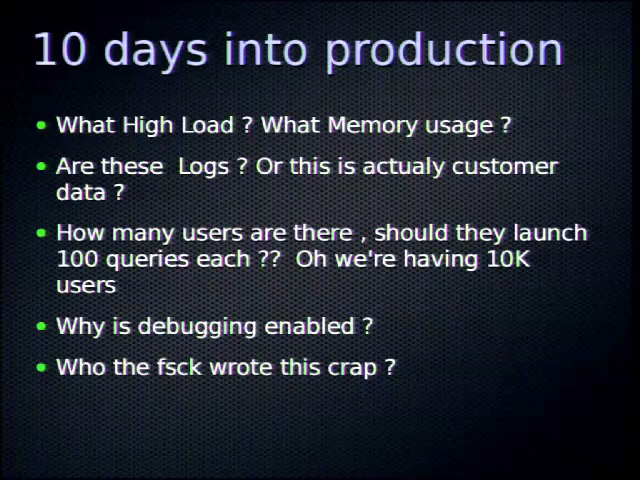 10 days into production
• What High Load ? What Memory usage ?
• Are these  Logs ? Or this is actualy customer
data ?
• How many users are there , should they launch
100 queries each ??  Oh we're having 10K
users
• Why is debugging enabled ?
• Who the fsck wrote this crap ?